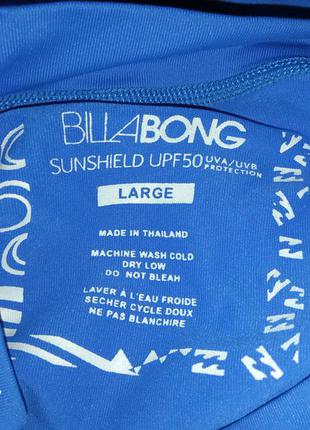 BILLABONG
SUNSHIELD UPF50 UVA/UVB PROTECTION
LARGE
MADE IN THAILAND
MACHINE WASH COLD
DRY LOW
DO NOT BLEAH
LAVER À L'EAU FROIDE
SECHER CYCLE DOUX
NE PAS BLANCHIRE